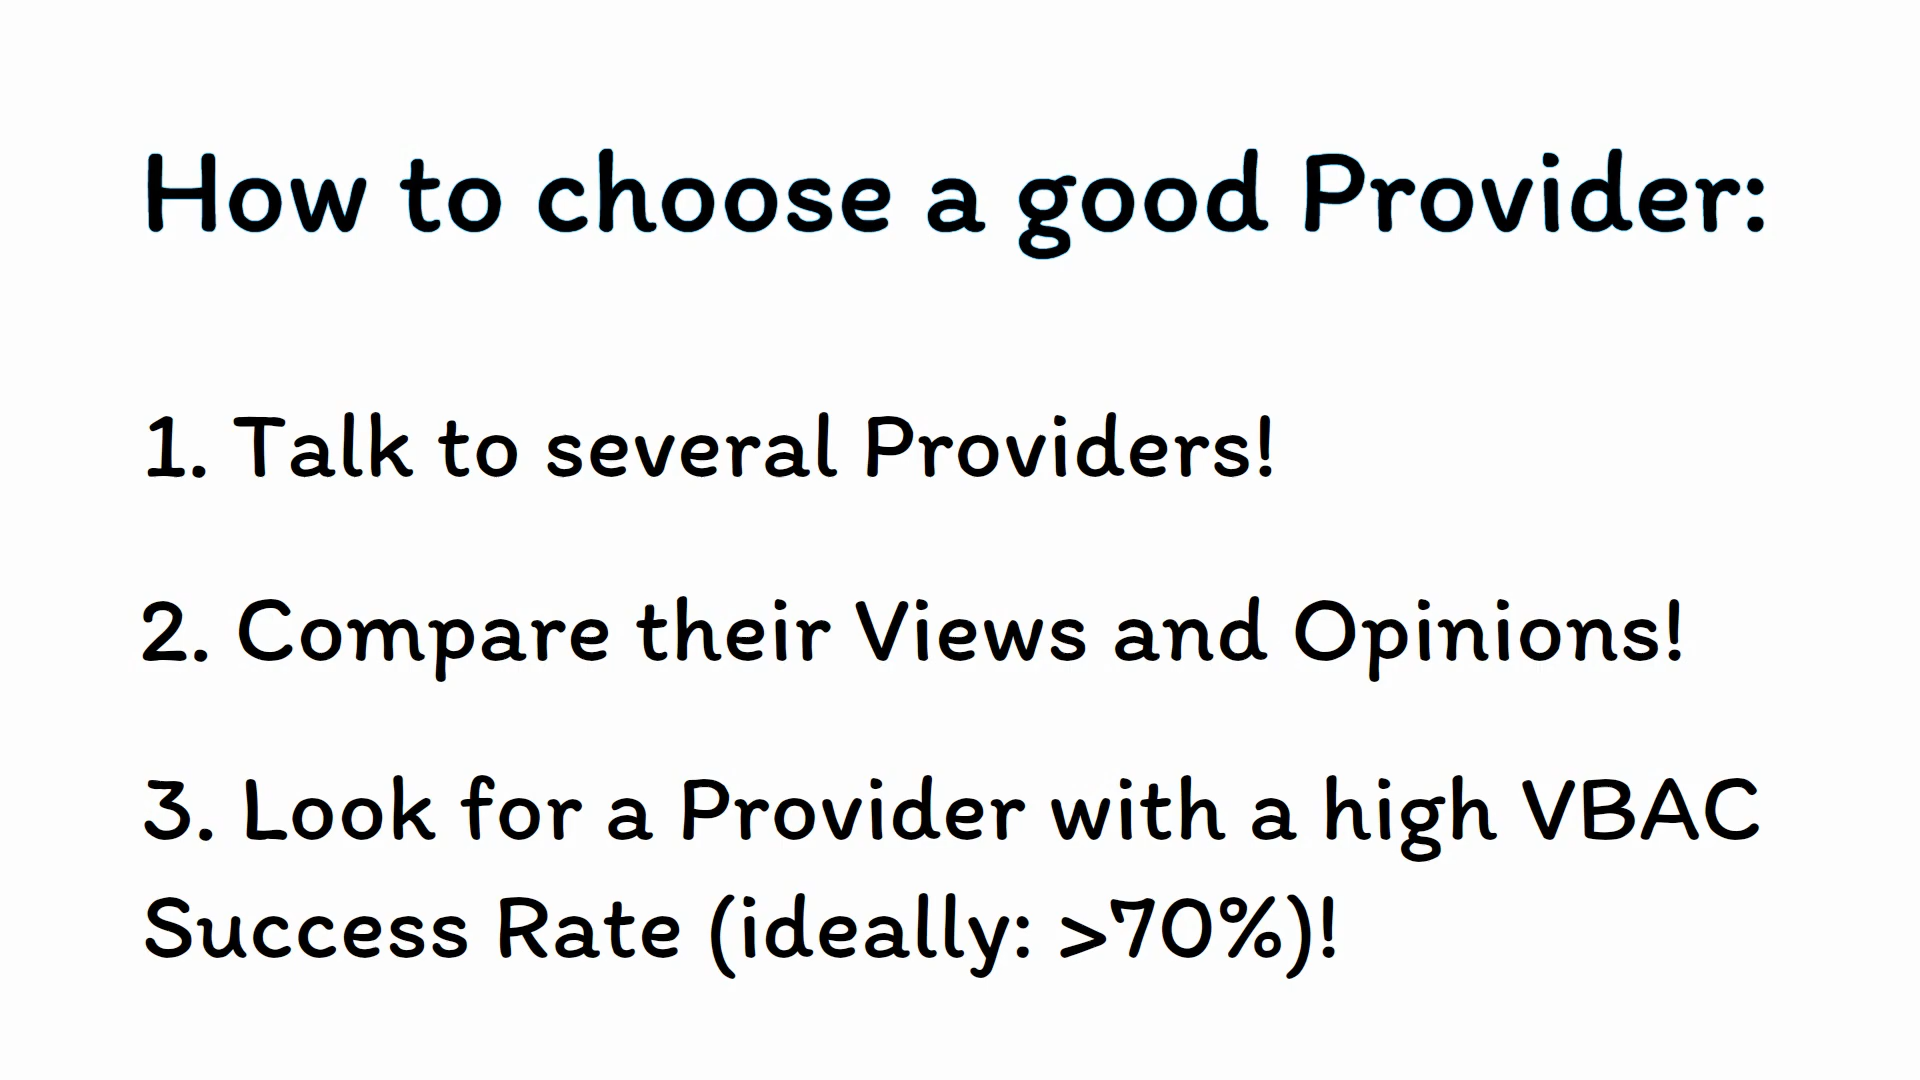 How to choose a good Provider:
1. Talk to several Providers!
2. Compare their Views and Opinions!
3. Look for a Provider with a high VBAC
Success Rate (ideally: >70%)!